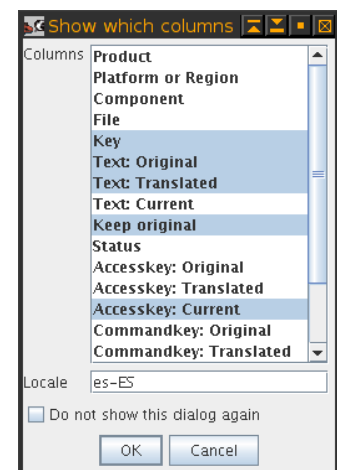 Show which columns
Columns
Product
Platform or Region
Component
File
Key
Text: Original
Text: Translated
Text: Current
Keep original
Status
Accesskey: Original
Accesskey: Translated
Accesskey: Current
Commandkey: Original
Commandkey: Translated
Locale es-ES
Do not show this dialog again
OK Cancel